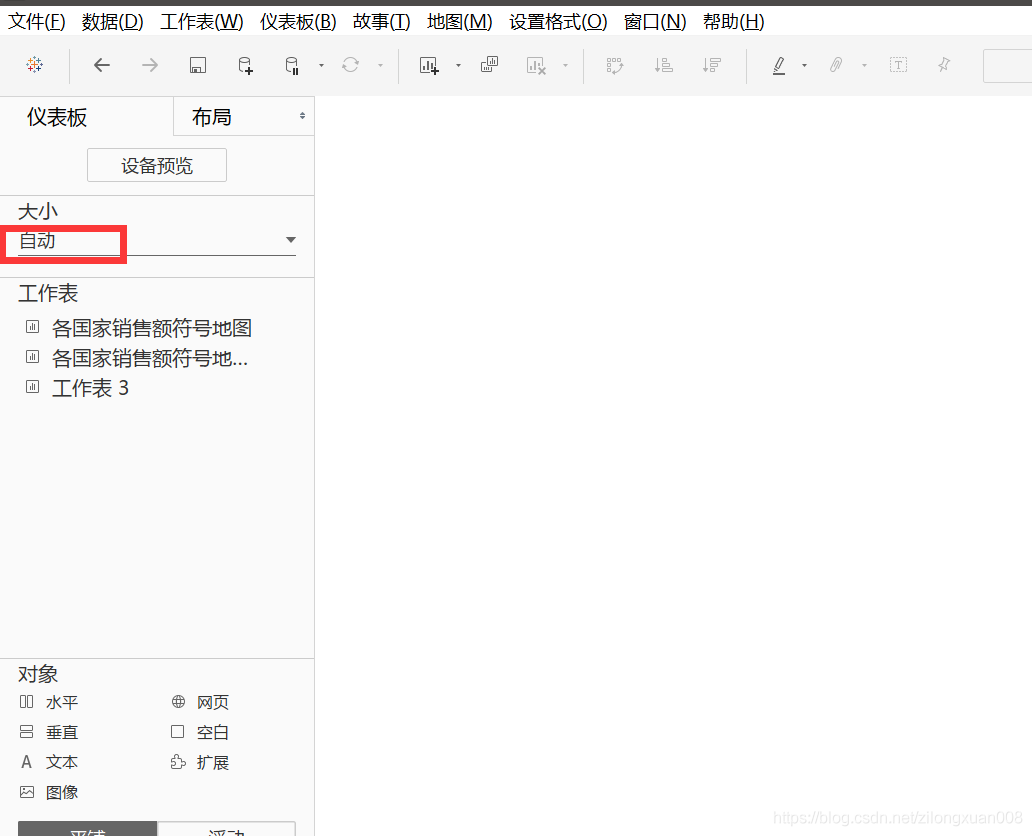 文件(F) 数据(D) 工作表(W) 仪表板(B) 故事(T) 地图(M) 设置格式(O) 窗口(N) 帮助(H)
仪表板 布局
设备预览
大小
自动
工作表
各国家销售额符号地图
各国家销售额符号地...
工作表 3
对象
水平 网页
垂直 空白
A 文本 扩展
图像
平铺 浮动
https://blog.csdn.net/zilongxuan008